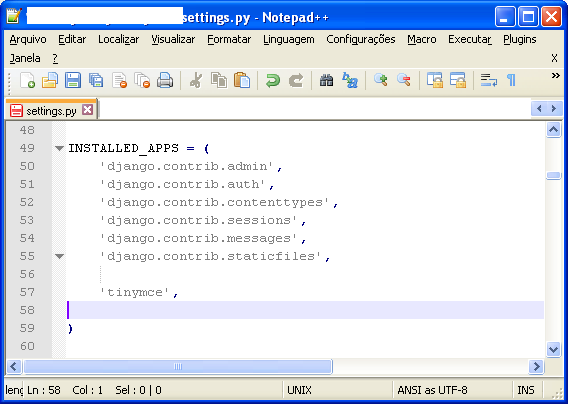 settings.py - Notepad++
Arquivo Editar Localizar Visualizar Formatar Linguagem Configurações Macro Executar Plugins
Janela ? X
settings.py
48
49 INSTALLED_APPS = (
50 'django.contrib.admin',
51 'django.contrib.auth',
52 'django.contrib.contenttypes',
53 'django.contrib.sessions',
54 'django.contrib.messages',
55 'django.contrib.staticfiles',
56
57 'tinymce',
58
59 )
60
Ln : 58 Col : 1 Sel : 0 | 0 UNIX ANSI as UTF-8 INS